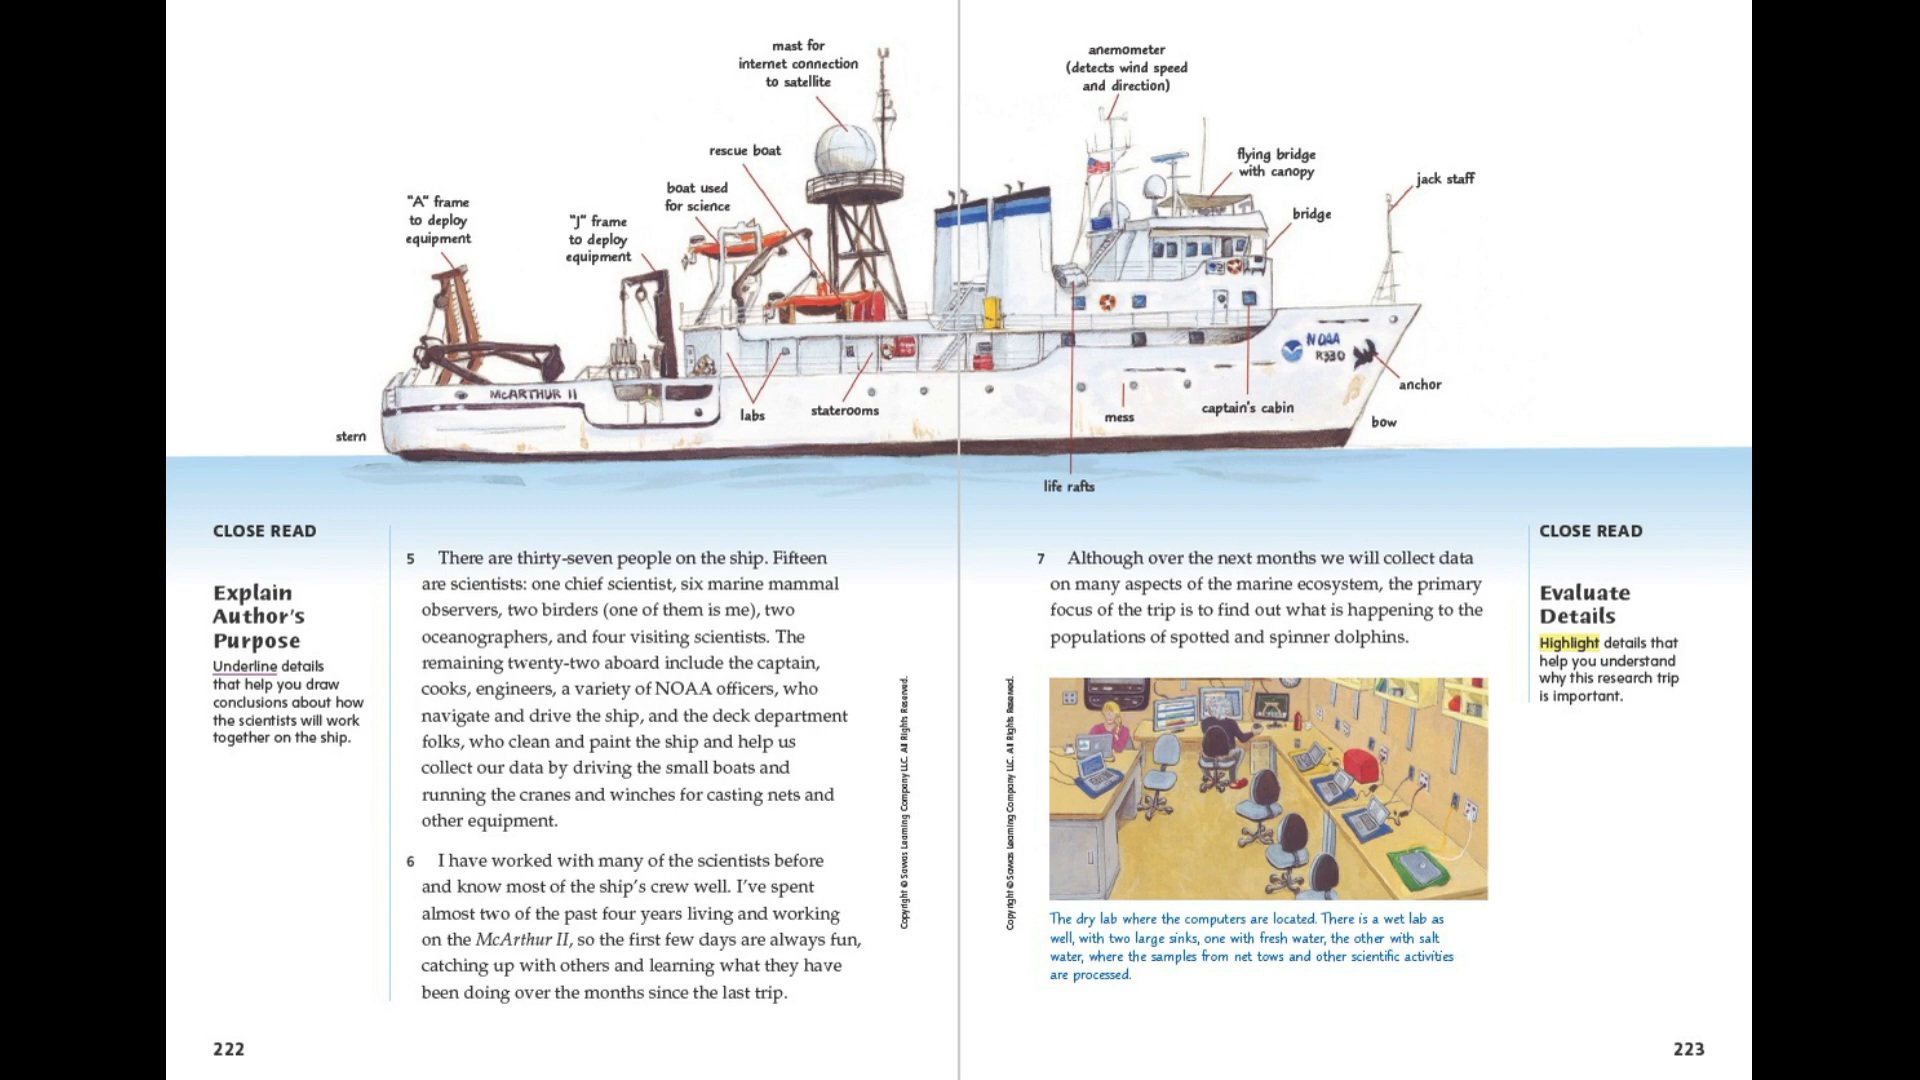 mast for
internet connection
to satellite
anemometer
(detects wind speed
and direction)
rescue boat
flying bridge
with canopy
jack staff
boat used
for science
"A" frame
to deploy
equipment
"J" frame
to deploy
equipment
bridge
NOAA
R330
McARTHUR II
anchor
labs
staterooms
mess
captain's cabin
bow
stern
life rafts
CLOSE READ
Explain
Author's
Purpose
Underline details
that help you draw
conclusions about how
the scientists will work
together on the ship.
5 There are thirty-seven people on the ship. Fifteen
are scientists: one chief scientist, six marine mammal
observers, two birders (one of them is me), two
oceanographers, and four visiting scientists. The
remaining twenty-two aboard include the captain,
cooks, engineers, a variety of NOAA officers, who
navigate and drive the ship, and the deck department
folks, who clean and paint the ship and help us
collect our data by driving the small boats and
running the cranes and winches for casting nets and
other equipment.
6 I have worked with many of the scientists before
and know most of the ship's crew well. I've spent
almost two of the past four years living and working
on the McArthur II, so the first few days are always fun,
catching up with others and learning what they have
been doing over the months since the last trip.
Copyright © Savvas Learning Company LLC. All Rights Reserved.
222
Copyright © Savvas Learning Company LLC. All Rights Reserved.
7 Although over the next months we will collect data
on many aspects of the marine ecosystem, the primary
focus of the trip is to find out what is happening to the
populations of spotted and spinner dolphins.
The dry lab where the computers are located. There is a wet lab as
well, with two large sinks, one with fresh water, the other with salt
water, where the samples from net tows and other scientific activities
are processed.
CLOSE READ
Evaluate
Details
Highlight details that
help you understand
why this research trip
is important.
223